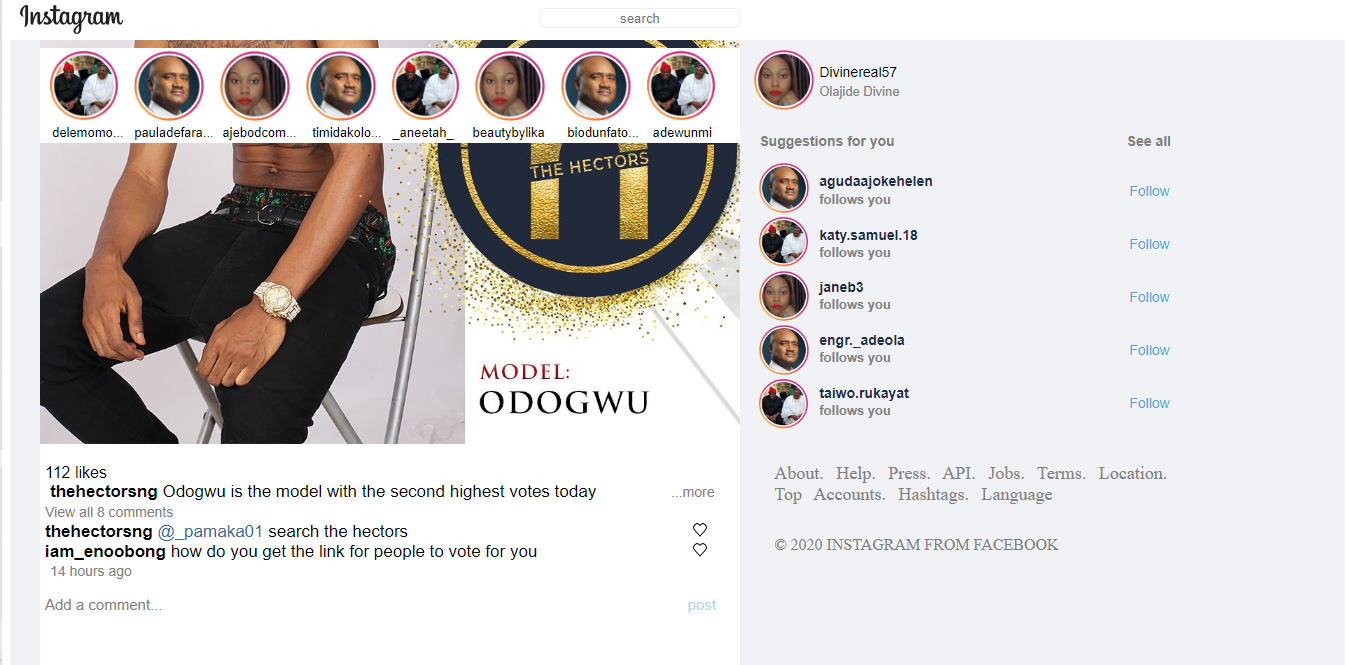 Instagram
search
delemomo... pauladefara... ajebodcom... timidakolo... _aneetah_ beautybylika biodunfato... adewunmi
THE HECTORS
MODEL:
ODOGWU
112 likes
thehectorsng Odogwu is the model with the second highest votes today ...more
View all 8 comments
thehectorsng @_pamaka01 search the hectors
iam_enoobong how do you get the link for people to vote for you
14 hours ago
Add a comment... post
Divinereal57
Olajide Divine
Suggestions for you See all
agudaajokehelen
follows you
Follow
katy.samuel.18
follows you
Follow
janeb3
follows you
Follow
engr._adeola
follows you
Follow
taiwo.rukayat
follows you
Follow
About. Help. Press. API. Jobs. Terms. Location.
Top Accounts. Hashtags. Language
© 2020 INSTAGRAM FROM FACEBOOK